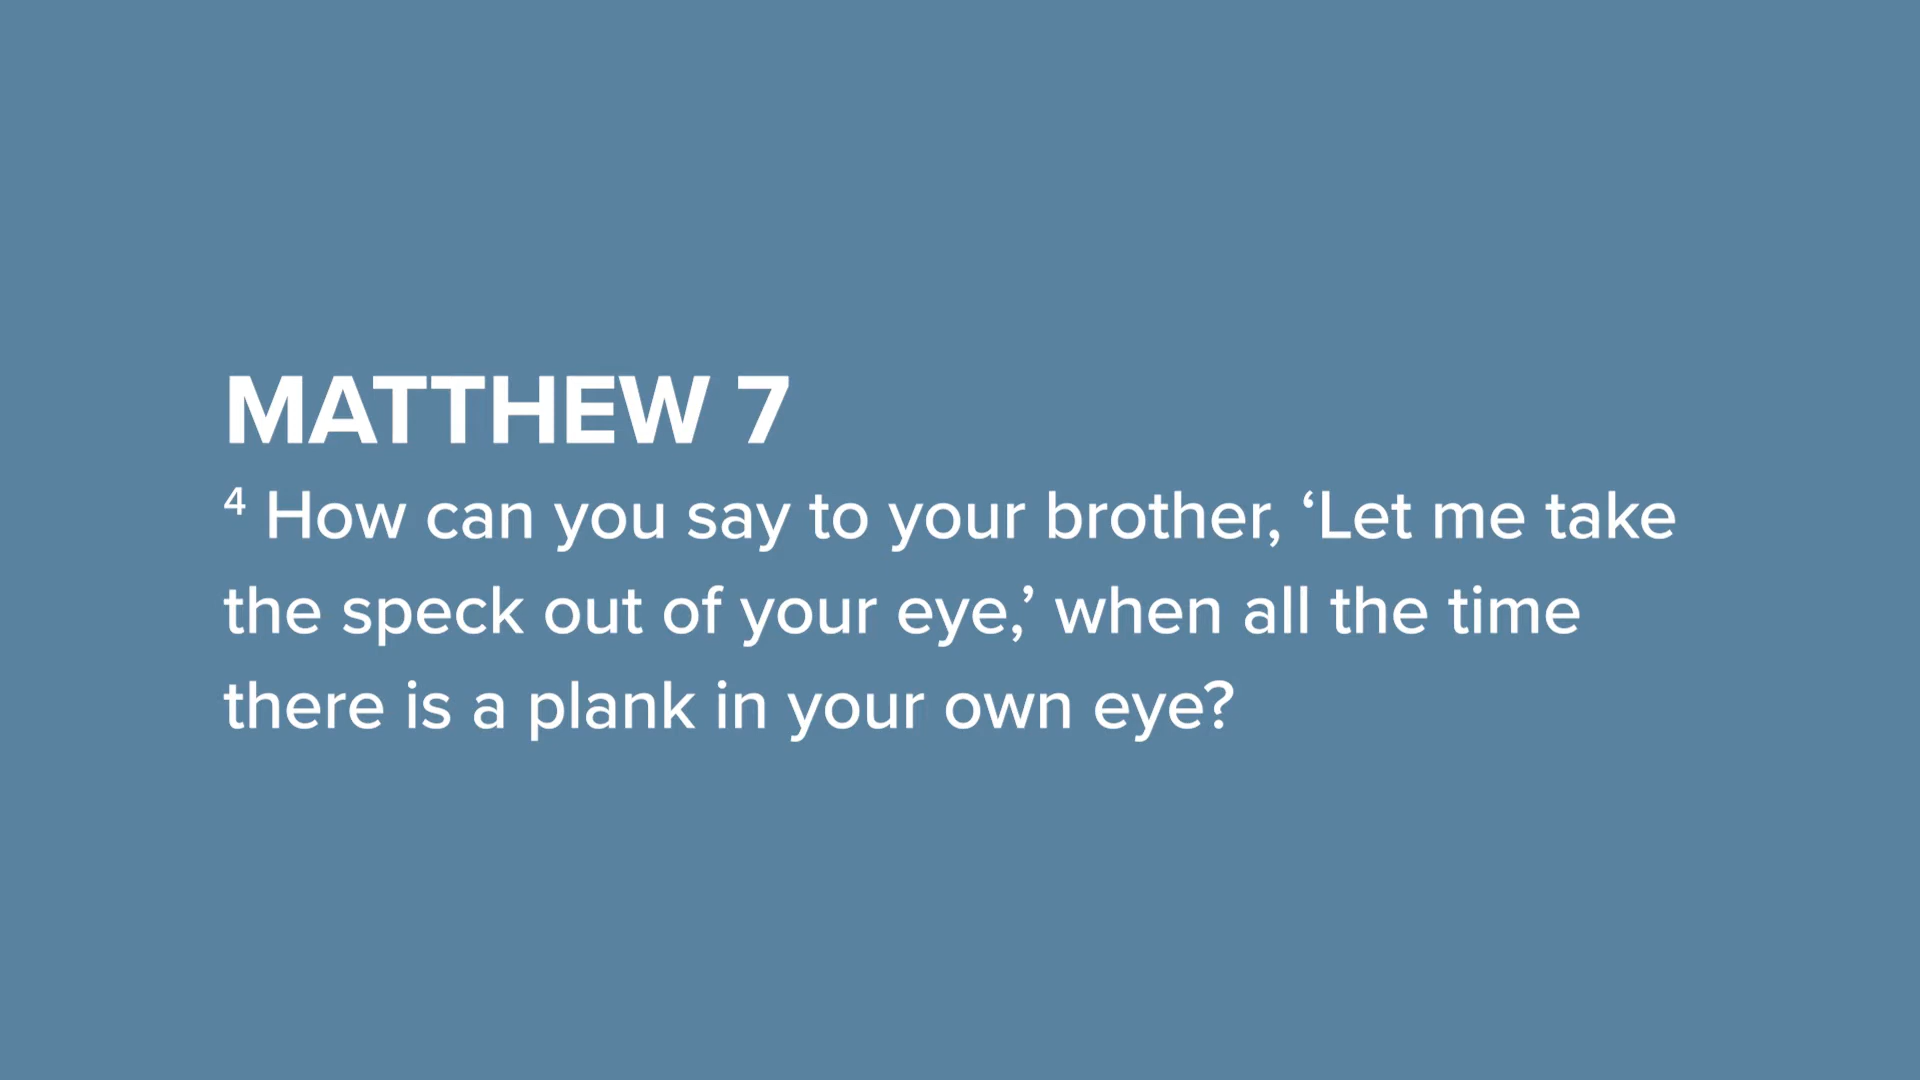 MATTHEW 7
⁴ How can you say to your brother, ‘Let me take
the speck out of your eye,’ when all the time
there is a plank in your own eye?